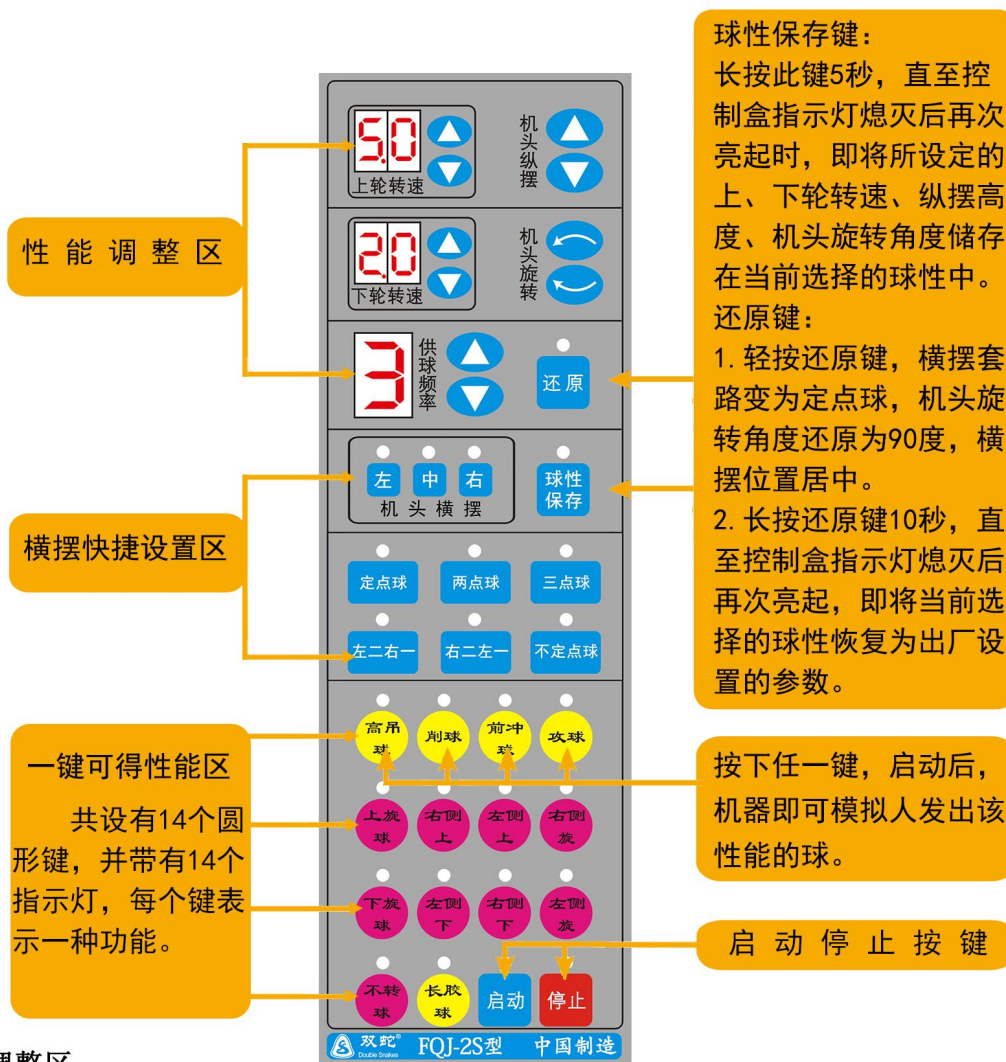 性能调整区
横摆快捷设置区
一键可得性能区
共设有14个圆
形键，并带有14个
指示灯，每个键表
示一种功能。
5.0
上轮转速
机头纵摆
2.0
下轮转速
机头旋转
3
供球频率
还原
左 中 右
机头横摆
球性
保存
定点球 两点球 三点球
左二右一 右二左一 不定点球
高吊
球
削球
前冲
球
攻球
上旋
球
右侧
上
左侧
上
右侧
旋
下旋
球
左侧
下
右侧
下
左侧
旋
不转
球
长胶
球
启动
停止
双蛇®
Double Snakes
FQJ-2S型 中国制造
球性保存键：
长按此键5秒，直至控
制盒指示灯熄灭后再次
亮起时，即将所设定的
上、下轮转速、纵摆高
度、机头旋转角度储存
在当前选择的球性中。
还原键：
1.轻按还原键，横摆套
路变为定点球，机头旋
转角度还原为90度，横
摆位置居中。
2.长按还原键10秒，直
至控制盒指示灯熄灭后
再次亮起，即将当前选
择的球性恢复为出厂设
置的参数。
按下任一键，启动后，
机器即可模拟人发出该
性能的球。
启动停止按键
调整区